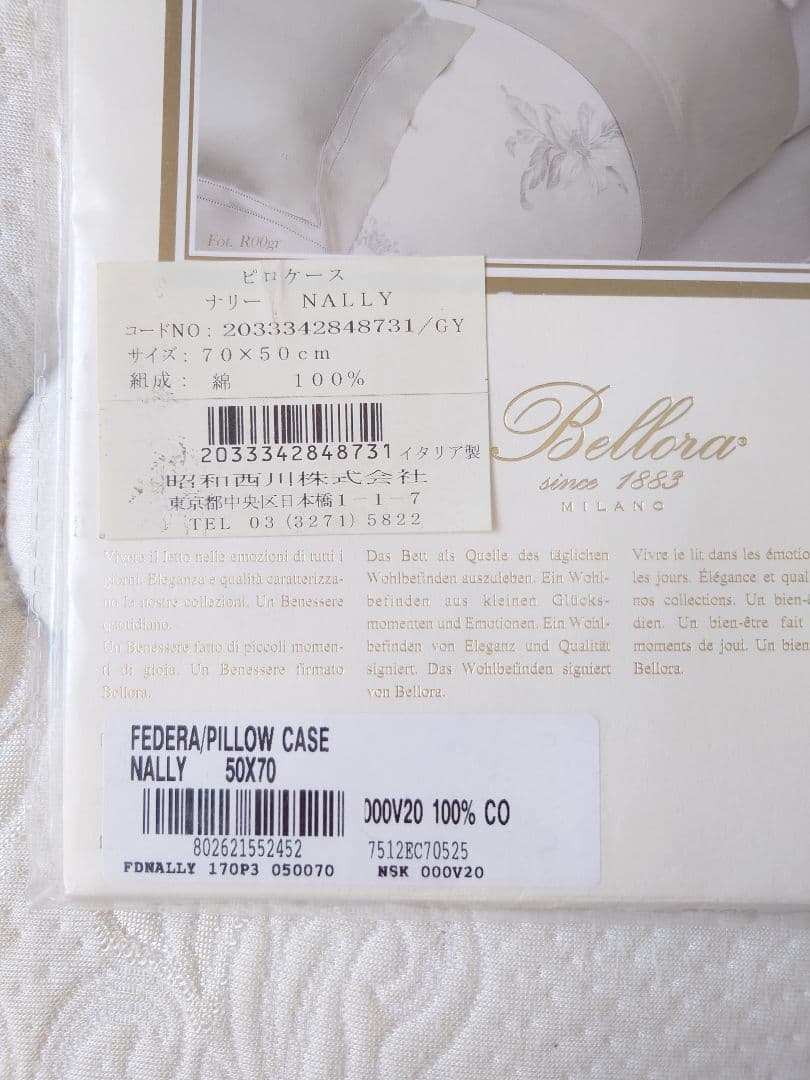 Fot. R00gr
ピロケース
ナリー NALLY
コードNO: 2033342848731/GY
サイズ: 70×50cm
組成: 綿 100%
2033342848731 イタリア製
昭和西川株式会社
東京都中央区日本橋1-1-7
TEL 03 (3271) 5822
Bellora
since 1883
MILANO
Vivere il letto nelle emozioni di tutti i
giorni. Eleganza e qualità caratterizza-
no le nostre collezioni. Un Benessere
quotidiano.
Un Benessere fatto di piccoli momen-
ti di gioia. Un Benessere firmato
Bellora.
Das Bett als Quelle des täglichen
Wohlbefinden auszuleben. Ein Wohl-
befinden aus kleinen Glücks-
momenten und Emotionen. Ein Wohl-
befinden von Eleganz und Qualität
signiert. Das Wohlbefinden signiert
von Bellora.
Vivre le lit dans les émotio
les jours. Élégance et qual
nos collections. Un bien-
dien. Un bien-être fait
moments de joui. Un bien
Bellora.
FEDERA/PILLOW CASE
NALLY 50X70
000V20 100% CO
802621552452 7512EC70525
FDNALLY 170P3 050070 NSK 000V20